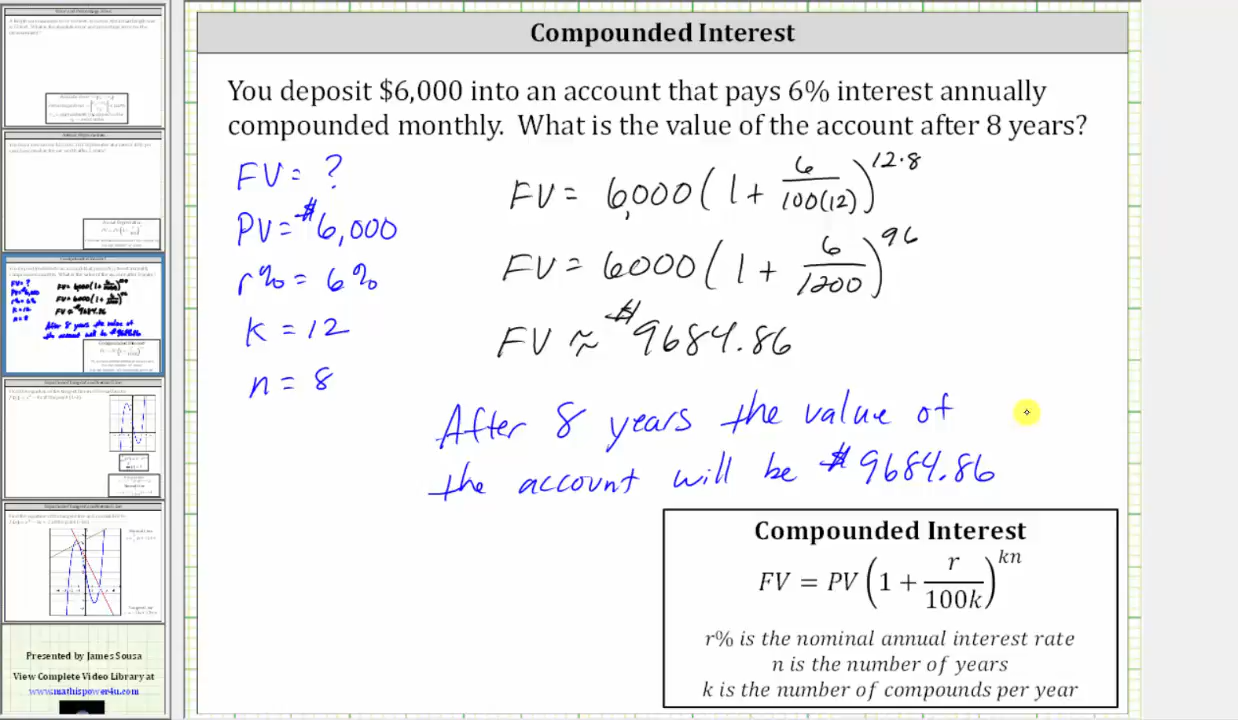 Compounded Interest
You deposit $6,000 into an account that pays 6% interest annually
compounded monthly. What is the value of the account after 8 years?
FV = ?
PV = $6,000
r% = 6%
k = 12
n = 8
FV = 6,000 ( 1 + 6 / 100(12) )^12·8
FV = 6000 ( 1 + 6 / 1200 )^96
FV ≈ $9684.86
After 8 years the value of
the account will be $9684.86
Compounded Interest
FV = PV ( 1 + r / 100k )^kn
r% is the nominal annual interest rate
n is the number of years
k is the number of compounds per year
Presented by James Sousa
View Complete Video Library at
www.mathispower4u.com